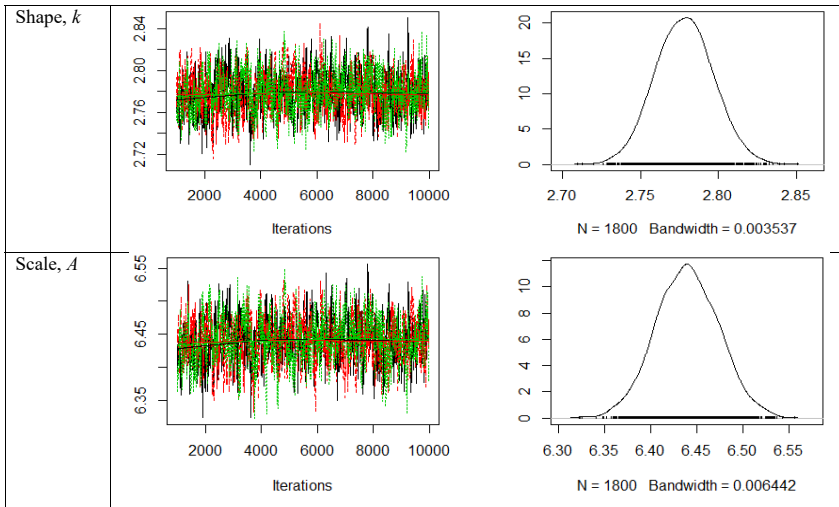 Shape, k
2.72 2.76 2.80 2.84
2000 4000 6000 8000 10000
Iterations
0 5 10 15 20
2.70 2.75 2.80 2.85
N = 1800 Bandwidth = 0.003537
Scale, A
6.35 6.45 6.55
2000 4000 6000 8000 10000
Iterations
0 2 4 6 8 10
6.30 6.35 6.40 6.45 6.50 6.55
N = 1800 Bandwidth = 0.006442